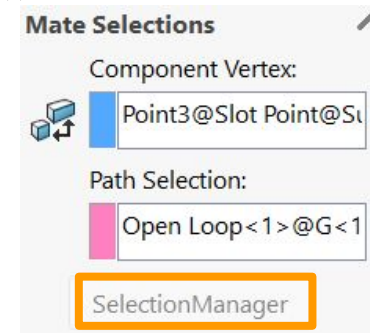 Mate Selections
Component Vertex:
Point3@Slot Point@Su
Path Selection:
Open Loop<1>@G<1
SelectionManager